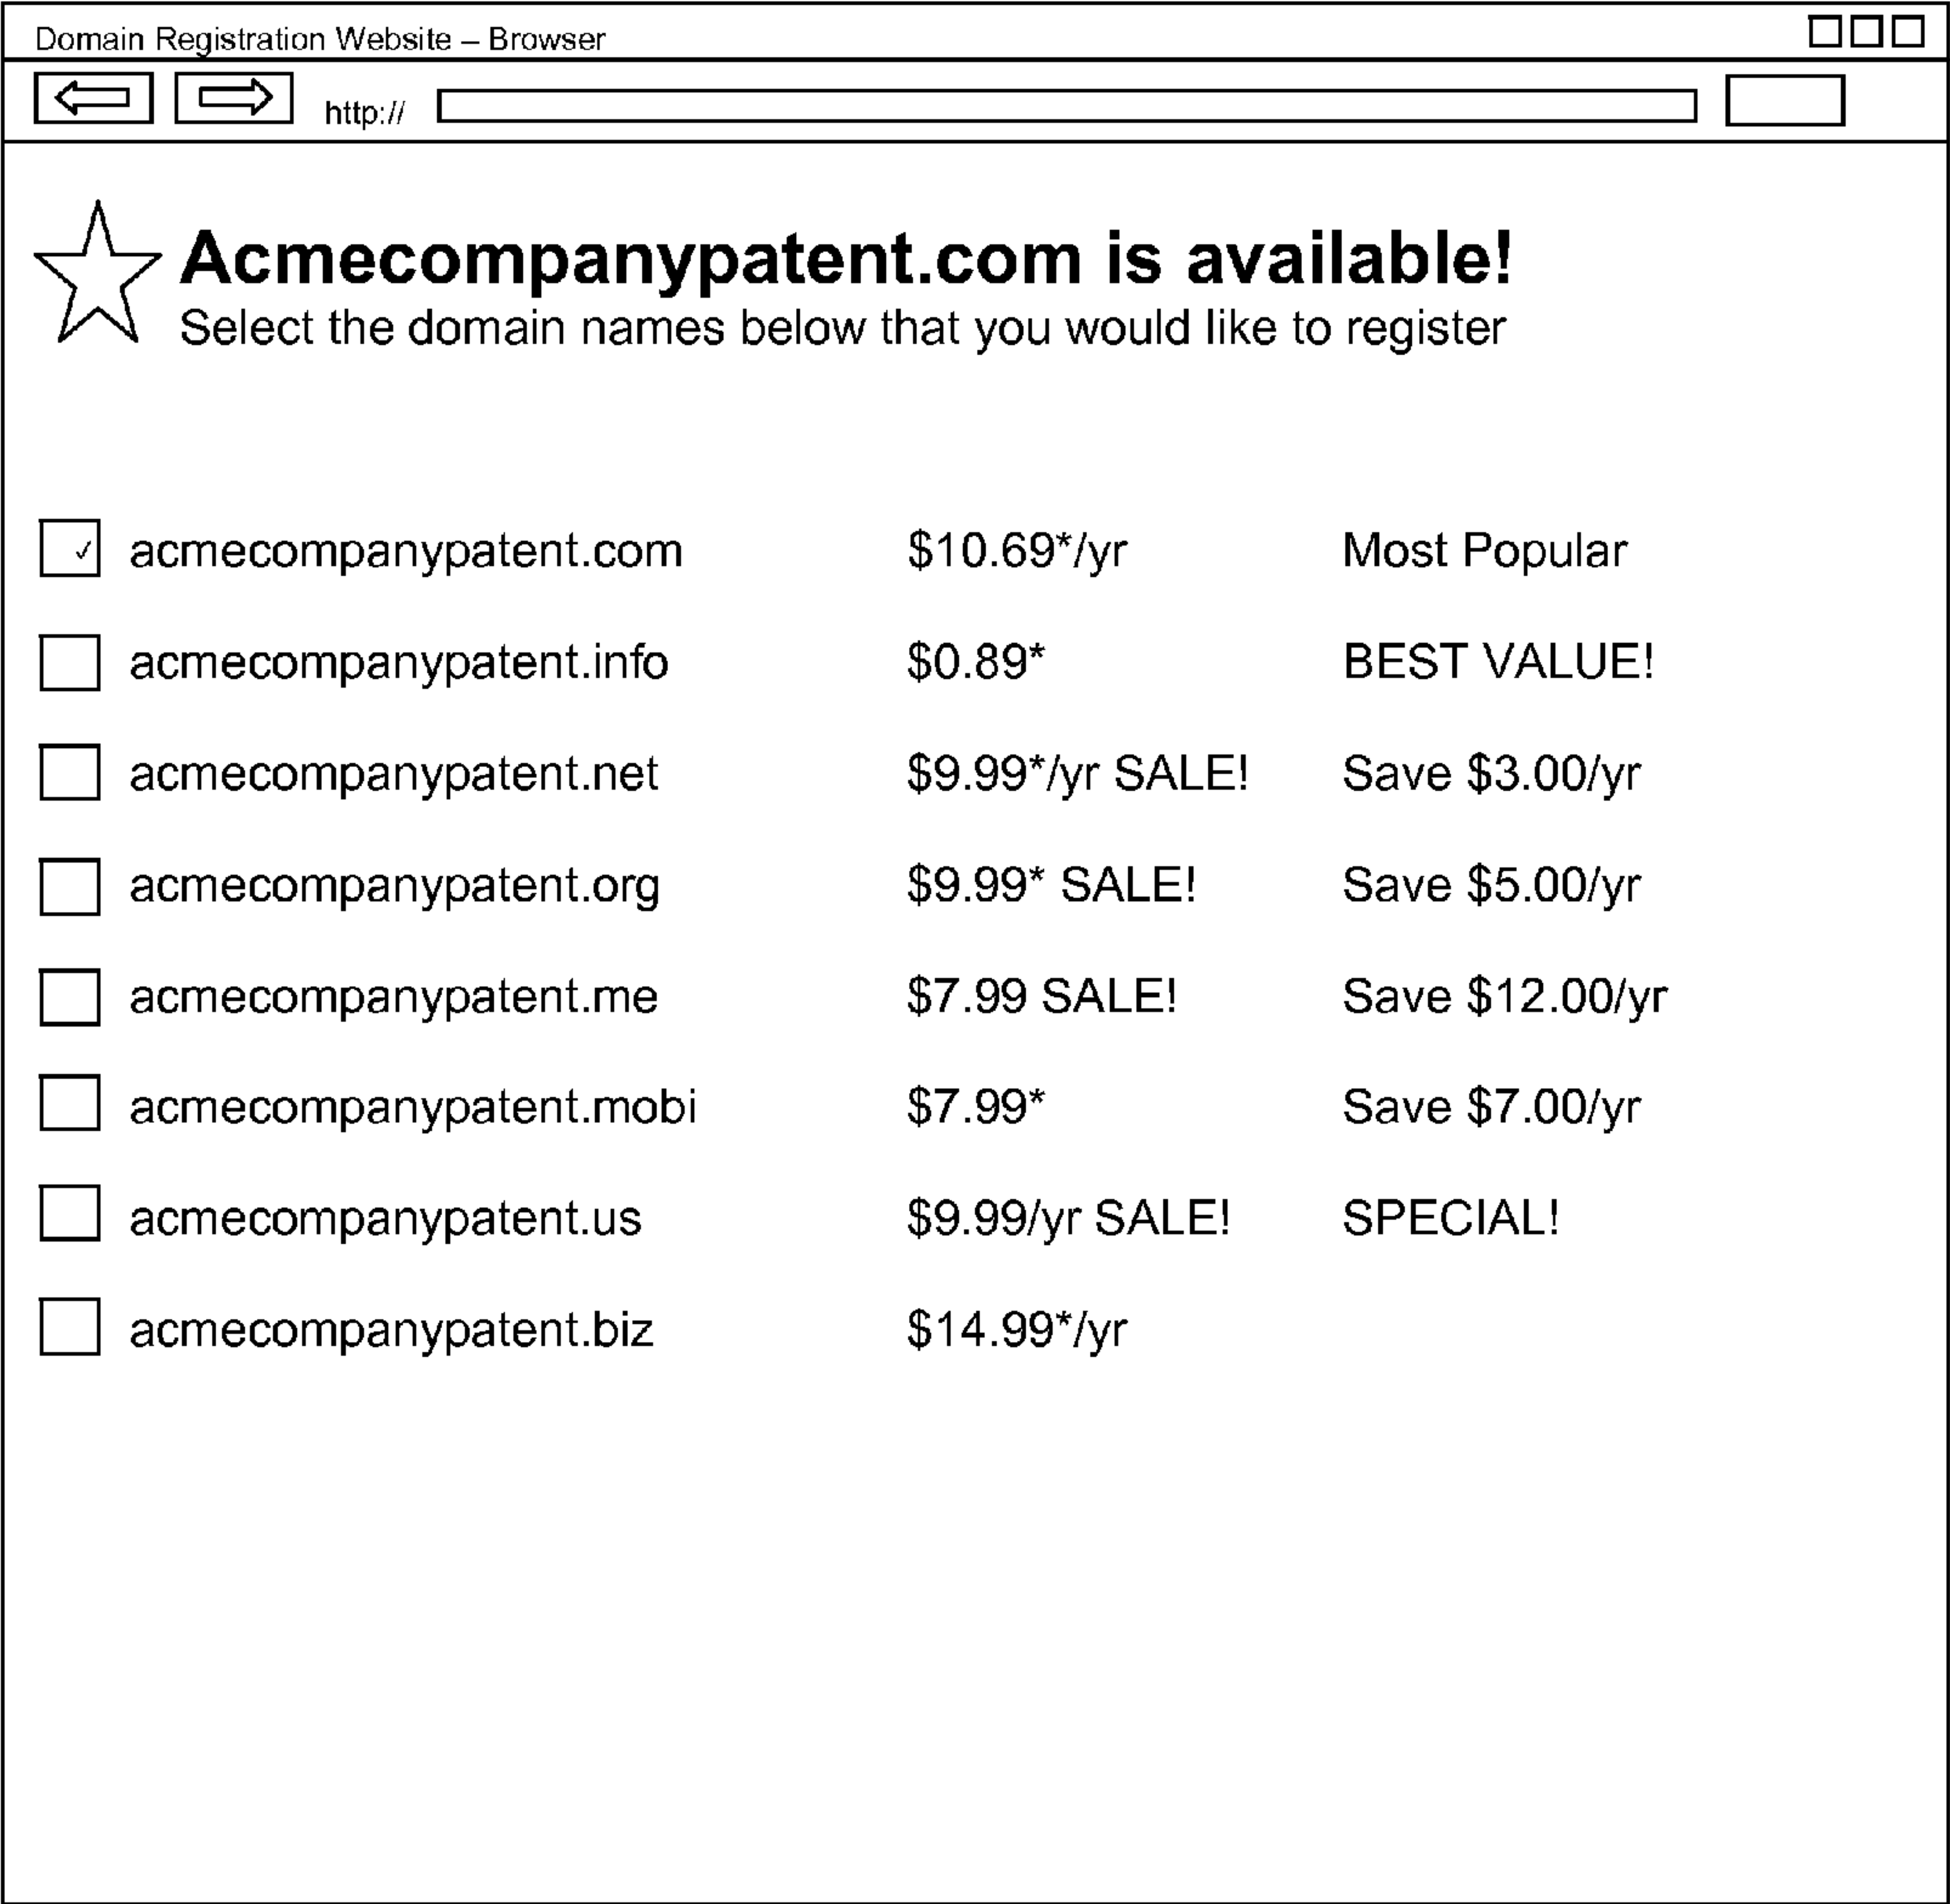 Domain Registration Website – Browser
http://
Acmecompanypatent.com is available!
Select the domain names below that you would like to register
acmecompanypatent.com $10.69*/yr Most Popular
acmecompanypatent.info $0.89* BEST VALUE!
acmecompanypatent.net $9.99*/yr SALE! Save $3.00/yr
acmecompanypatent.org $9.99* SALE! Save $5.00/yr
acmecompanypatent.me $7.99 SALE! Save $12.00/yr
acmecompanypatent.mobi $7.99* Save $7.00/yr
acmecompanypatent.us $9.99/yr SALE! SPECIAL!
acmecompanypatent.biz $14.99*/yr